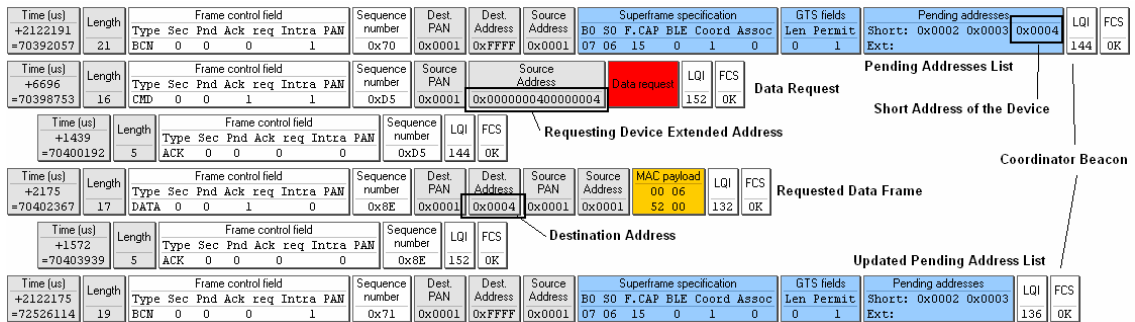 Time (us) Length Frame control field Sequence Dest. Dest. Source Superframe specification GTS fields Pending addresses LQI FCS
+2122191 Type Sec Pnd Ack req Intra PAN number PAN Address Address BO SO F.CAP BLE Coord Assoc Len Permit Short: 0x0002 0x0003 0x0004
=70392057 21 BCN 0 0 0 1 0x70 0x0001 0xFFFF 0x0001 07 06 15 0 1 1 0 1 Ext: 144 OK
Pending Addresses List
Time (us) Length Frame control field Sequence Source Source Data request LQI FCS
+6696 Type Sec Pnd Ack req Intra PAN number PAN Address
=70398753 16 CMD 0 0 1 1 0xD5 0x0001 0x0000000400000004 152 OK
Data Request
Short Address of the Device
Time (us) Length Frame control field Sequence LQI FCS
+1439 Type Sec Pnd Ack req Intra PAN number
=70400192 5 ACK 0 0 0 0 0xD5 144 OK
Requesting Device Extended Address
Coordinator Beacon
Time (us) Length Frame control field Sequence Dest. Dest. Source Source MAC payload LQI FCS
+2175 Type Sec Pnd Ack req Intra PAN number PAN Address PAN Address 00 06
=70402367 17 DATA 0 0 1 0 0x8E 0x0001 0x0004 0x0001 0x0001 52 00 132 OK
Requested Data Frame
Time (us) Length Frame control field Sequence LQI FCS
+1572 Type Sec Pnd Ack req Intra PAN number
=70403939 5 ACK 0 0 0 0 0x8E 152 OK
Destination Address
Updated Pending Address List
Time (us) Length Frame control field Sequence Dest. Dest. Source Superframe specification GTS fields Pending addresses LQI FCS
+2122175 Type Sec Pnd Ack req Intra PAN number PAN Address Address BO SO F.CAP BLE Coord Assoc Len Permit Short: 0x0002 0x0003
=72526114 19 BCN 0 0 0 1 0x71 0x0001 0xFFFF 0x0001 07 06 15 0 1 1 0 1 Ext: 136 OK